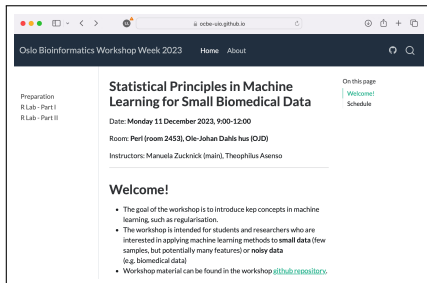 ocbe-uio.github.io
Oslo Bioinformatics Workshop Week 2023
Home
About
Preparation
R Lab - Part I
R Lab - Part II
Statistical Principles in Machine
Learning for Small Biomedical Data
Date: Monday 11 December 2023, 9:00-12:00
Room: Perl (room 2453), Ole-Johan Dahls hus (OJD)
Instructors: Manuela Zucknick (main), Theophilus Asenso
Welcome!
• The goal of the workshop is to introduce kep concepts in machine
learning, such as regularisation.
• The workshop is intended for students and researchers who are
interested in applying machine learning methods to small data (few
samples, but potentially many features) or noisy data
(e.g. biomedical data)
• Workshop material can be found in the workshop github repository.
On this page
Welcome!
Schedule